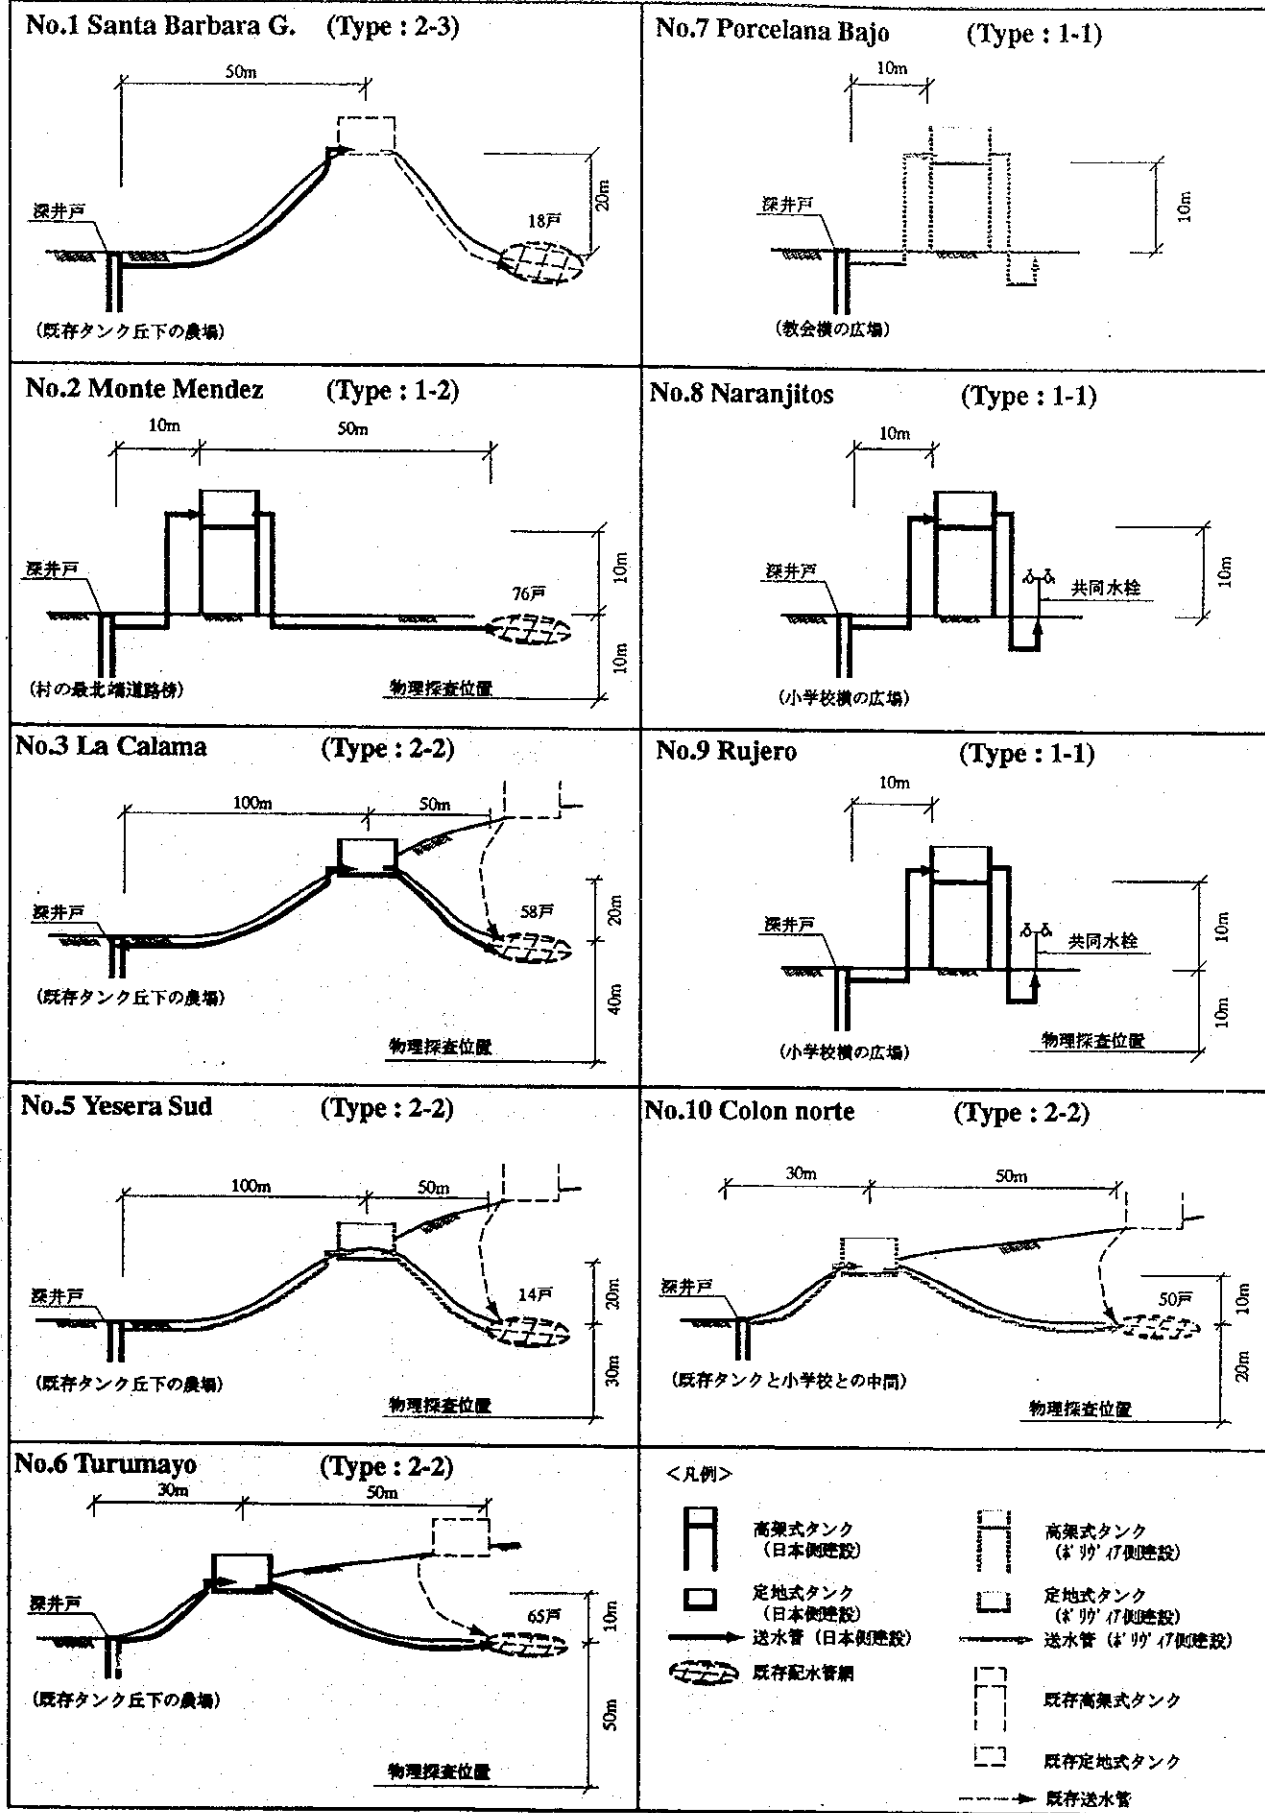 No.1 Santa Barbara G. (Type : 2-3)
50m
20m
深井戸
18戸
(既存タンク丘下の農場)
No.2 Monte Mendez (Type : 1-2)
10m
50m
10m
深井戸
76戸
10m
(村の最北端道路傍)
物理探査位置
No.3 La Calama (Type : 2-2)
100m
50m
20m
深井戸
58戸
40m
(既存タンク丘下の農場)
物理探査位置
No.5 Yesera Sud (Type : 2-2)
100m
50m
20m
深井戸
14戸
30m
(既存タンク丘下の農場)
物理探査位置
No.6 Turumayo (Type : 2-2)
30m
50m
10m
深井戸
65戸
50m
(既存タンク丘下の農場)
物理探査位置
No.7 Porcelana Bajo (Type : 1-1)
10m
10m
深井戸
(教会横の広場)
No.8 Naranjitos (Type : 1-1)
10m
10m
深井戸
共同水栓
(小学校横の広場)
No.9 Rujero (Type : 1-1)
10m
10m
深井戸
共同水栓
10m
(小学校横の広場)
物理探査位置
No.10 Colon norte (Type : 2-2)
30m
50m
10m
深井戸
50戸
20m
(既存タンクと小学校との中間)
物理探査位置
<凡例>
高架式タンク
(日本側建設)
定地式タンク
(日本側建設)
送水管 (日本側建設)
既存配水管網
高架式タンク
(ﾎﾞﾘｳﾞｨｱ側建設)
定地式タンク
(ﾎﾞﾘｳﾞｨｱ側建設)
送水管 (ﾎﾞﾘｳﾞｨｱ側建設)
既存高架式タンク
既存定地式タンク
既存送水管